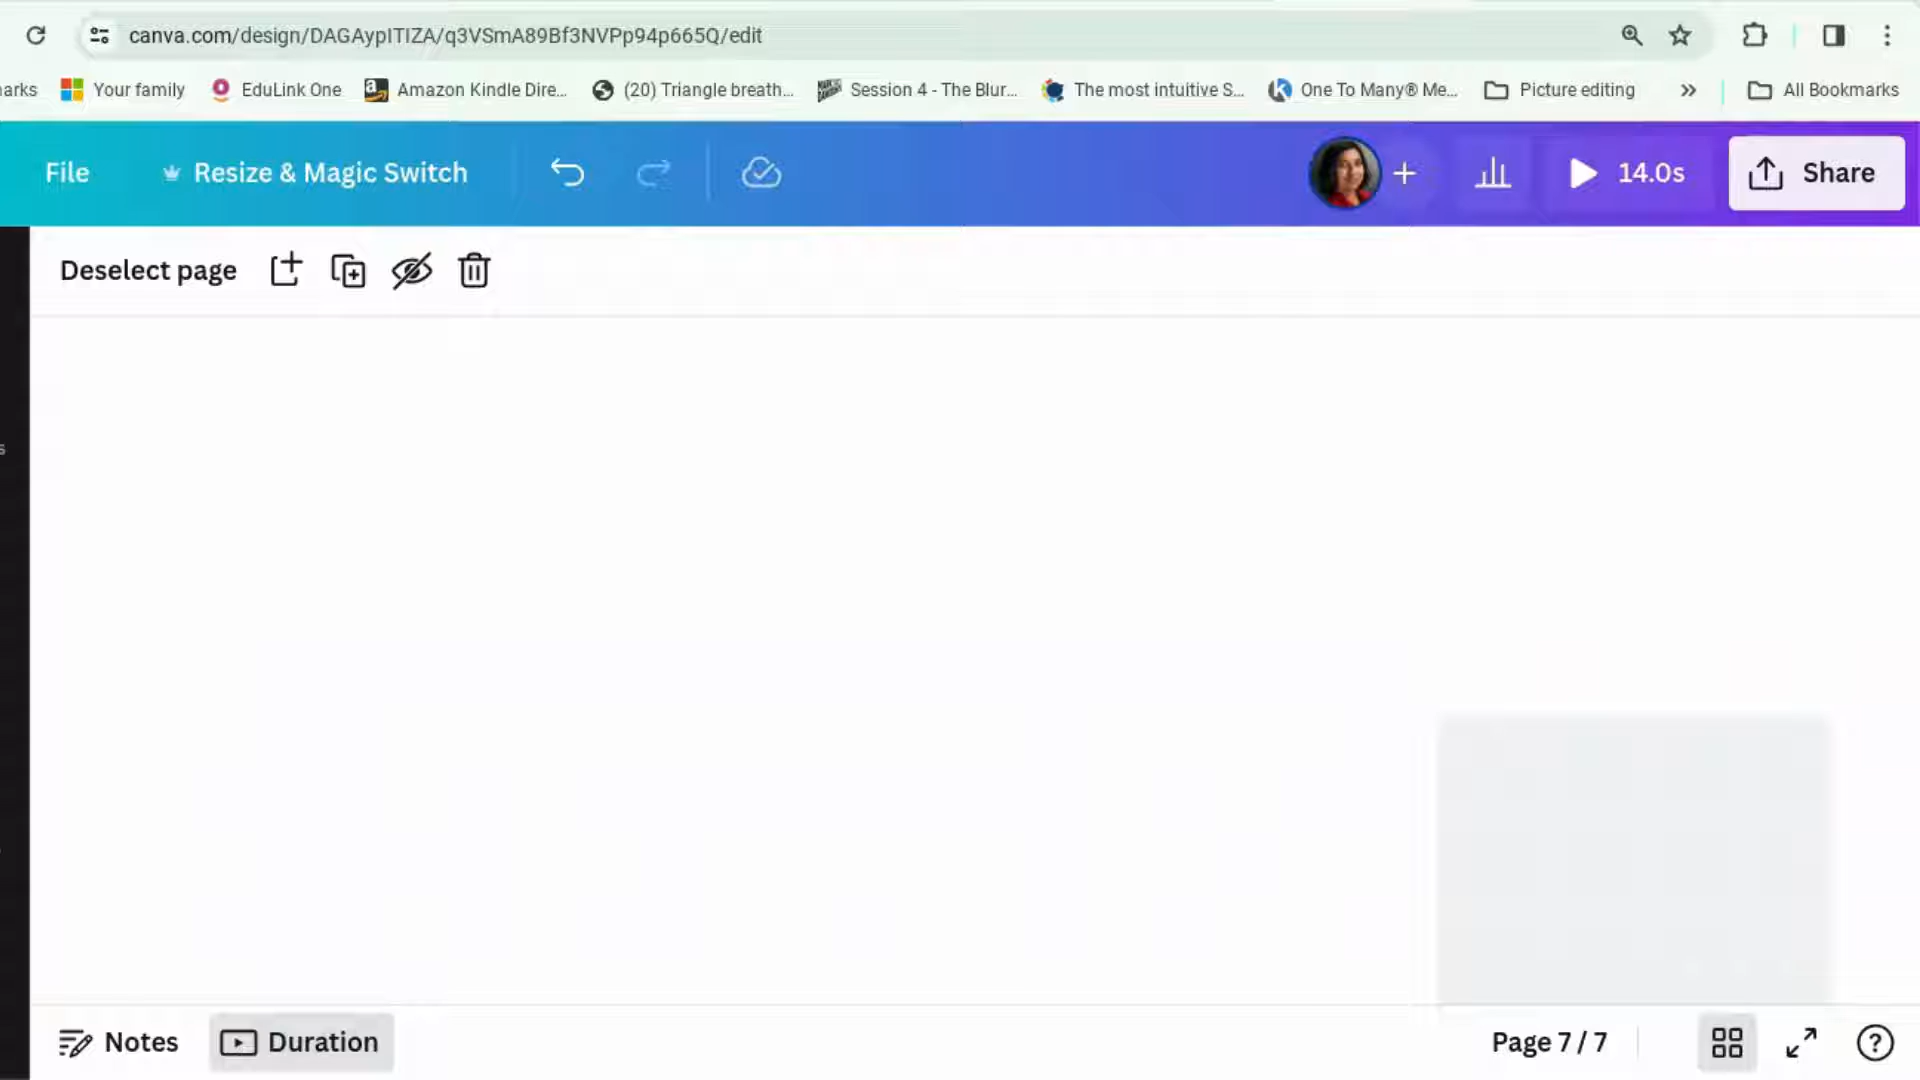 canva.com/design/DAGAypITIZA/q3VSmA89Bf3NVPp94p665Q/edit
arks Your family EduLink One Amazon Kindle Dire... (20) Triangle breath... Session 4 - The Blur... The most intuitive S... One To Many® Me... Picture editing » All Bookmarks
File Resize & Magic Switch 14.0s Share
Deselect page
s
Notes Duration Page 7 / 7